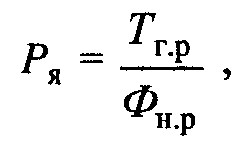 Pя = Tг.р / Фн.р ,